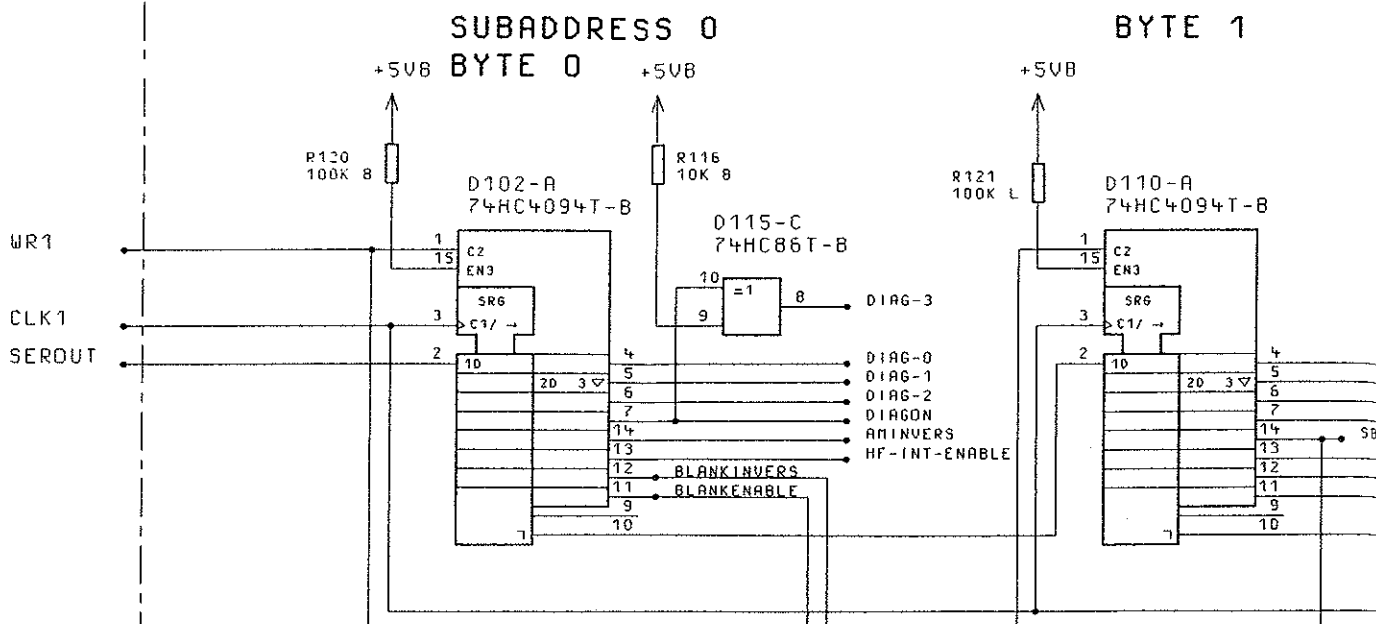 SUBADDRESS 0
BYTE 0
BYTE 1
+5VB
+5VB
+5VB
R120
100K B
R116
10K B
R121
100K L
D102-A
74HC4094T-B
D115-C
74HC86T-B
D110-A
74HC4094T-B
WR1
CLK1
SEROUT
1
C2
15
EN3
SRG
3
C1/ →
2
1D
2D 3 ▽
4
5
6
7
14
13
12
11
9
10
10
=1
8
9
DIAG-3
DIAG-0
DIAG-1
DIAG-2
DIAGON
AMINVERS
HF-INT-ENABLE
BLANKINVERS
BLANKENABLE
1
C2
15
EN3
SRG
3
C1/ →
2
1D
2D 3 ▽
4
5
6
7
14
13
12
11
9
10